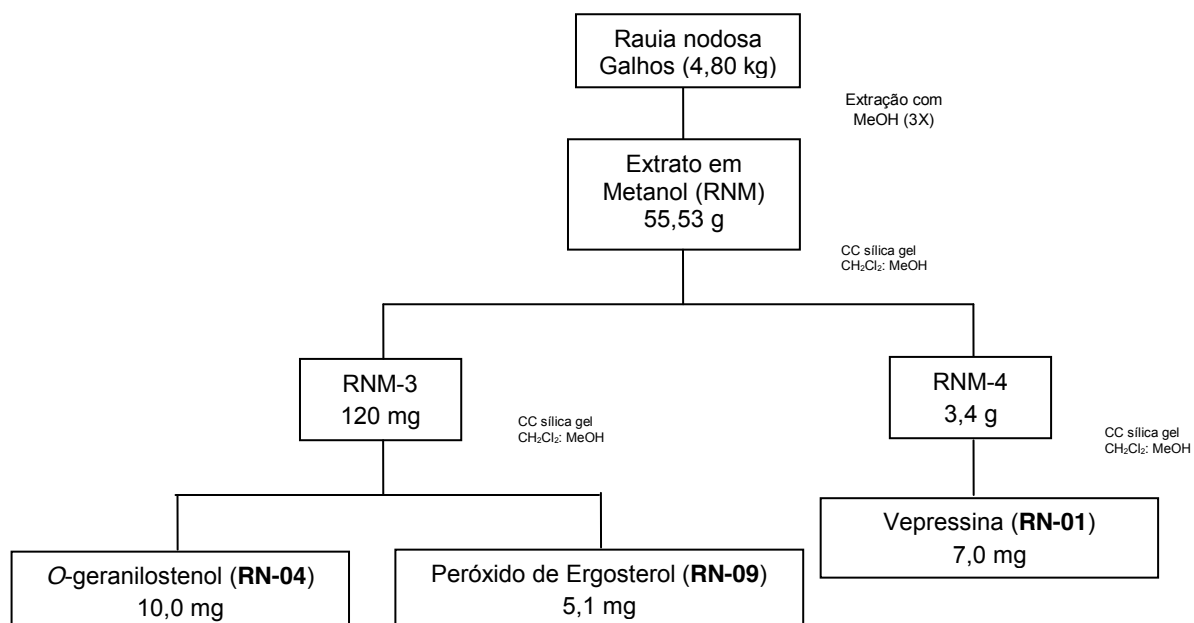 Rauia nodosa
Galhos (4,80 kg)
Extração com
MeOH (3X)
Extrato em
Metanol (RNM)
55,53 g
CC sílica gel
CH₂Cl₂: MeOH
RNM-3
120 mg
CC sílica gel
CH₂Cl₂: MeOH
RNM-4
3,4 g
CC sílica gel
CH₂Cl₂: MeOH
O-geranilostenol (RN-04)
10,0 mg
Peróxido de Ergosterol (RN-09)
5,1 mg
Vepressina (RN-01)
7,0 mg